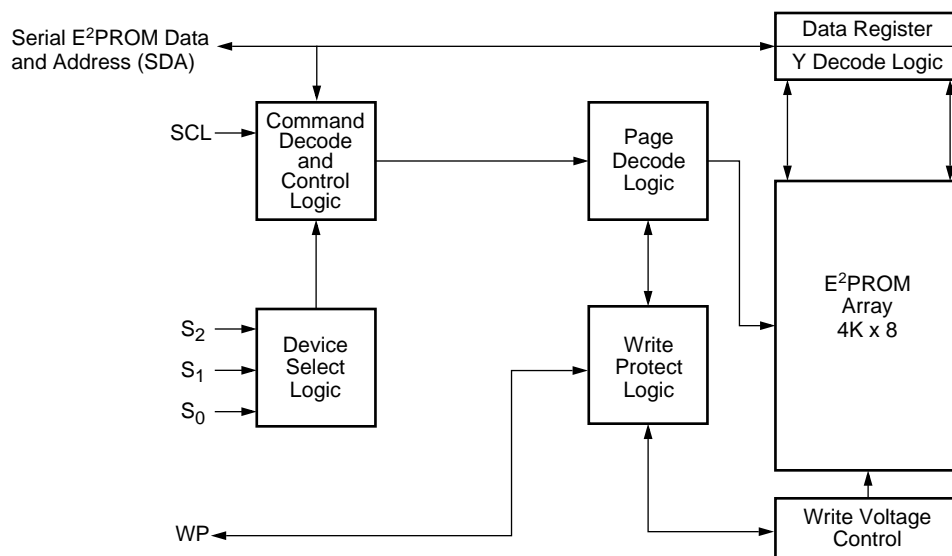 Serial E²PROM Data
and Address (SDA)
Data Register
Y Decode Logic
SCL
Command
Decode
and
Control
Logic
Page
Decode
Logic
E²PROM
Array
4K x 8
S₂
S₁
S₀
Device
Select
Logic
Write
Protect
Logic
WP
Write Voltage
Control